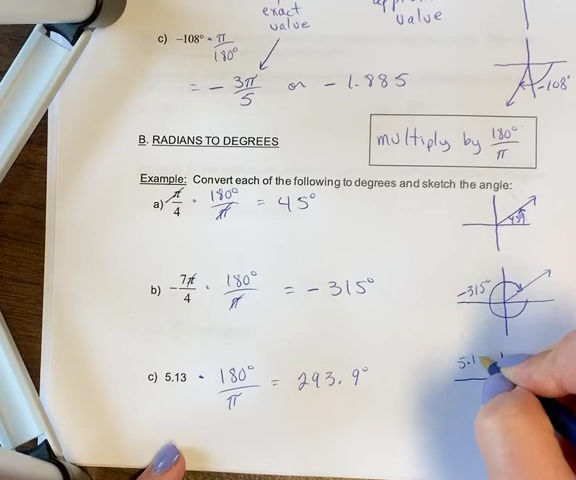 exact
value
value
c) -108° · π/180°
= - 3π/5 or - 1.885
-108°
B. RADIANS TO DEGREES
multiply by 180°/π
Example: Convert each of the following to degrees and sketch the angle:
a) π/4 · 180°/π = 45°
45°
b) - 7π/4 · 180°/π = - 315°
-315°
c) 5.13 · 180°/π = 293.9°
5.1